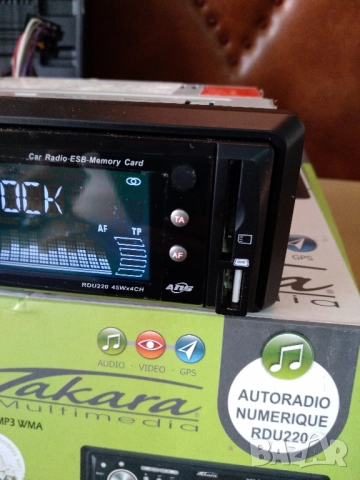 Car Radio-ESB-Memory Card
OCK
AF TP
TA
AF
RDU220 45Wx4CH
AUDIO VIDEO GPS
Takara
Multimedia
MP3 WMA
AUTORADIO
NUMERIQUE
RDU220
BAZAR